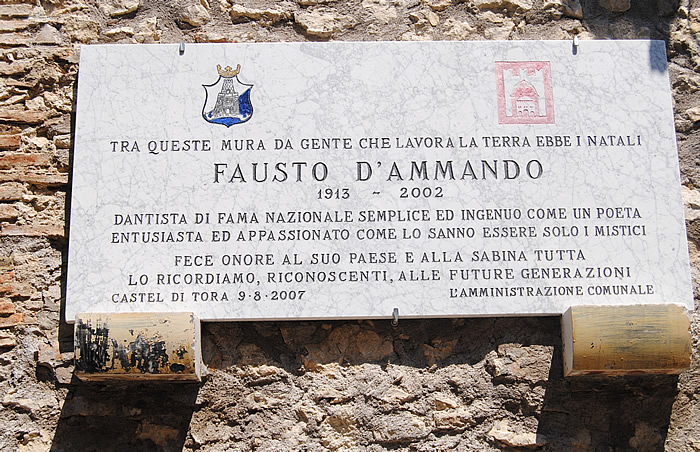 TRA QUESTE MURA DA GENTE CHE LAVORA LA TERRA EBBE I NATALI
FAUSTO D'AMMANDO
1913 - 2002
DANTISTA DI FAMA NAZIONALE SEMPLICE ED INGENUO COME UN POETA
ENTUSIASTA ED APPASSIONATO COME LO SANNO ESSERE SOLO I MISTICI
FECE ONORE AL SUO PAESE E ALLA SABINA TUTTA
LO RICORDIAMO, RICONOSCENTI, ALLE FUTURE GENERAZIONI
CASTEL DI TORA 9·8·2007 L'AMMINISTRAZIONE COMUNALE